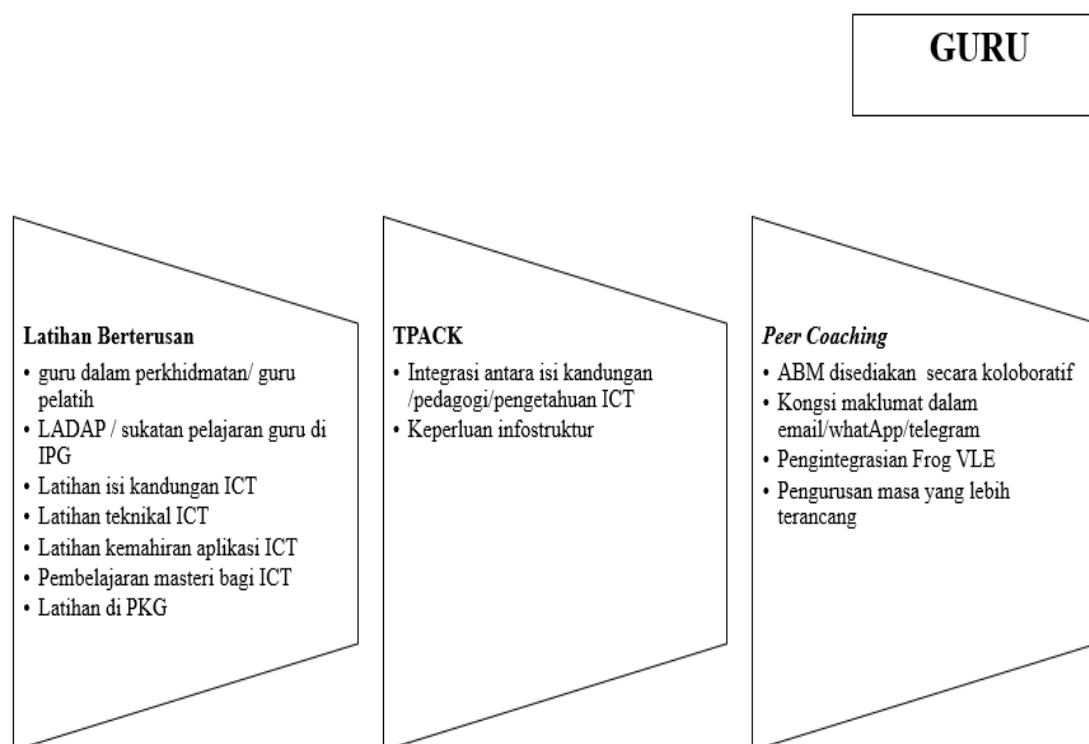 GURU
Latihan Berterusan
• guru dalam perkhidmatan/ guru
pelatih
• LADAP / sukatan pelajaran guru di
IPG
• Latihan isi kandungan ICT
• Latihan teknikal ICT
• Latihan kemahiran aplikasi ICT
• Pembelajaran masteri bagi ICT
• Latihan di PKG
TPACK
• Integrasi antara isi kandungan
/pedagogi/pengetahuan ICT
• Keperluan infostruktur
Peer Coaching
• ABM disediakan secara koloboratif
• Kongsi maklumat dalam
email/whatApp/telegram
• Pengintegrasian Frog VLE
• Pengurusan masa yang lebih
terancang